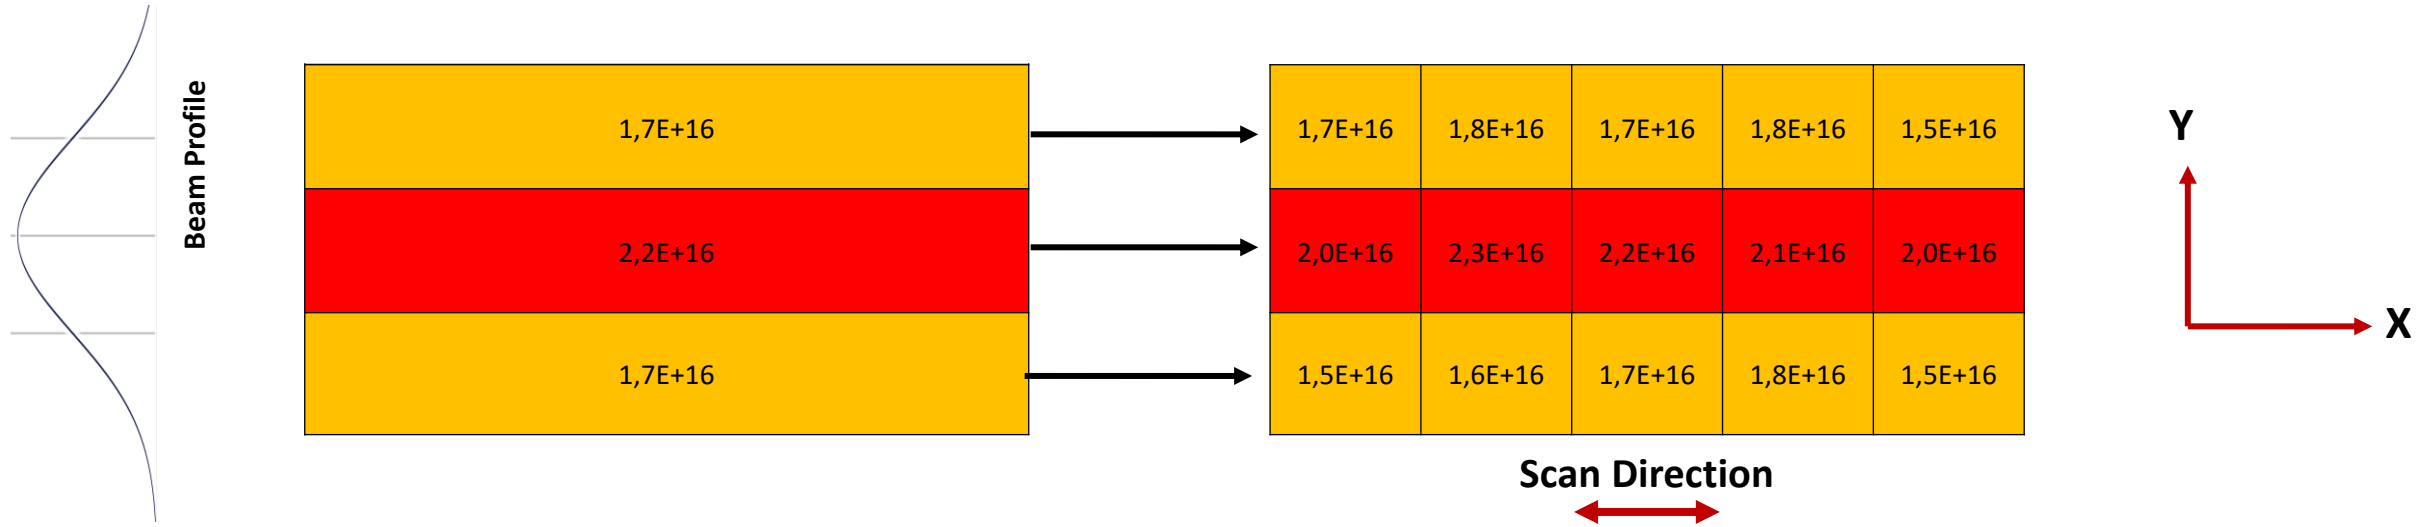 Beam Profile
1,7E+16
2,2E+16
1,7E+16
1,7E+16 1,8E+16 1,7E+16 1,8E+16 1,5E+16
2,0E+16 2,3E+16 2,2E+16 2,1E+16 2,0E+16
1,5E+16 1,6E+16 1,7E+16 1,8E+16 1,5E+16
Scan Direction
Y
X